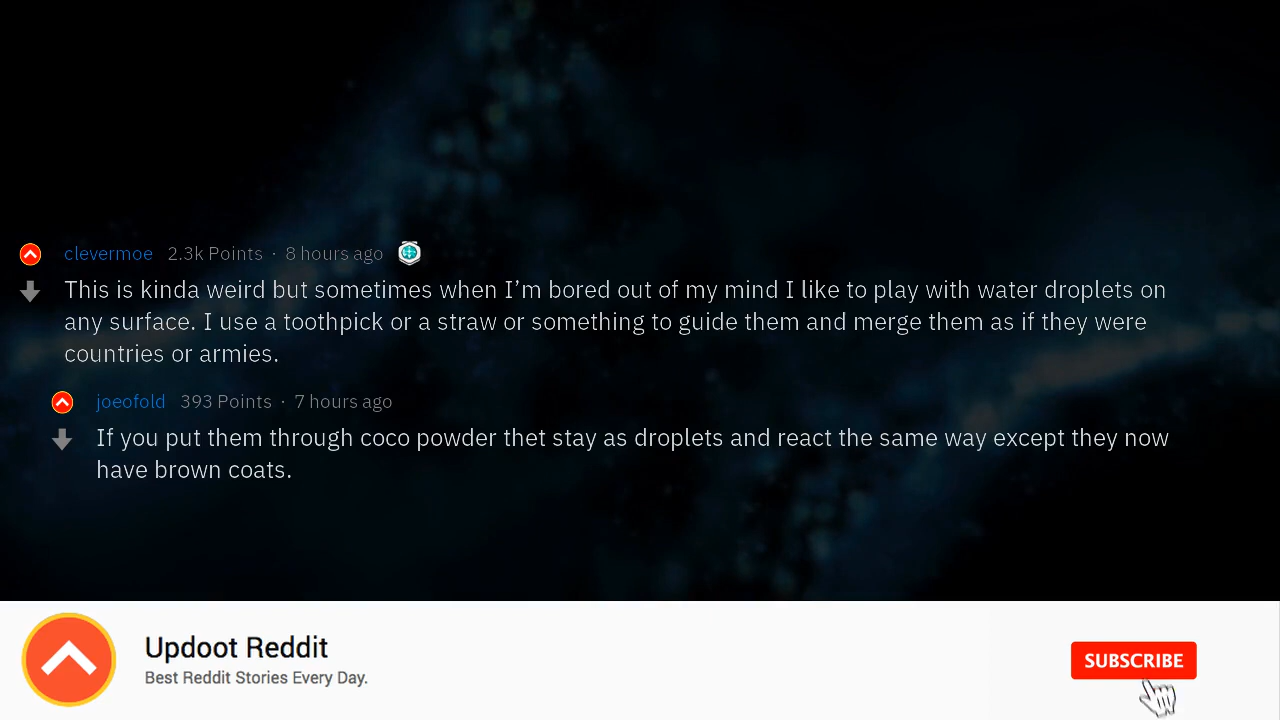 clevermoe 2.3k Points · 8 hours ago
This is kinda weird but sometimes when I’m bored out of my mind I like to play with water droplets on
any surface. I use a toothpick or a straw or something to guide them and merge them as if they were
countries or armies.
joeofold 393 Points · 7 hours ago
If you put them through coco powder thet stay as droplets and react the same way except they now
have brown coats.
Updoot Reddit
Best Reddit Stories Every Day.
SUBSCRIBE